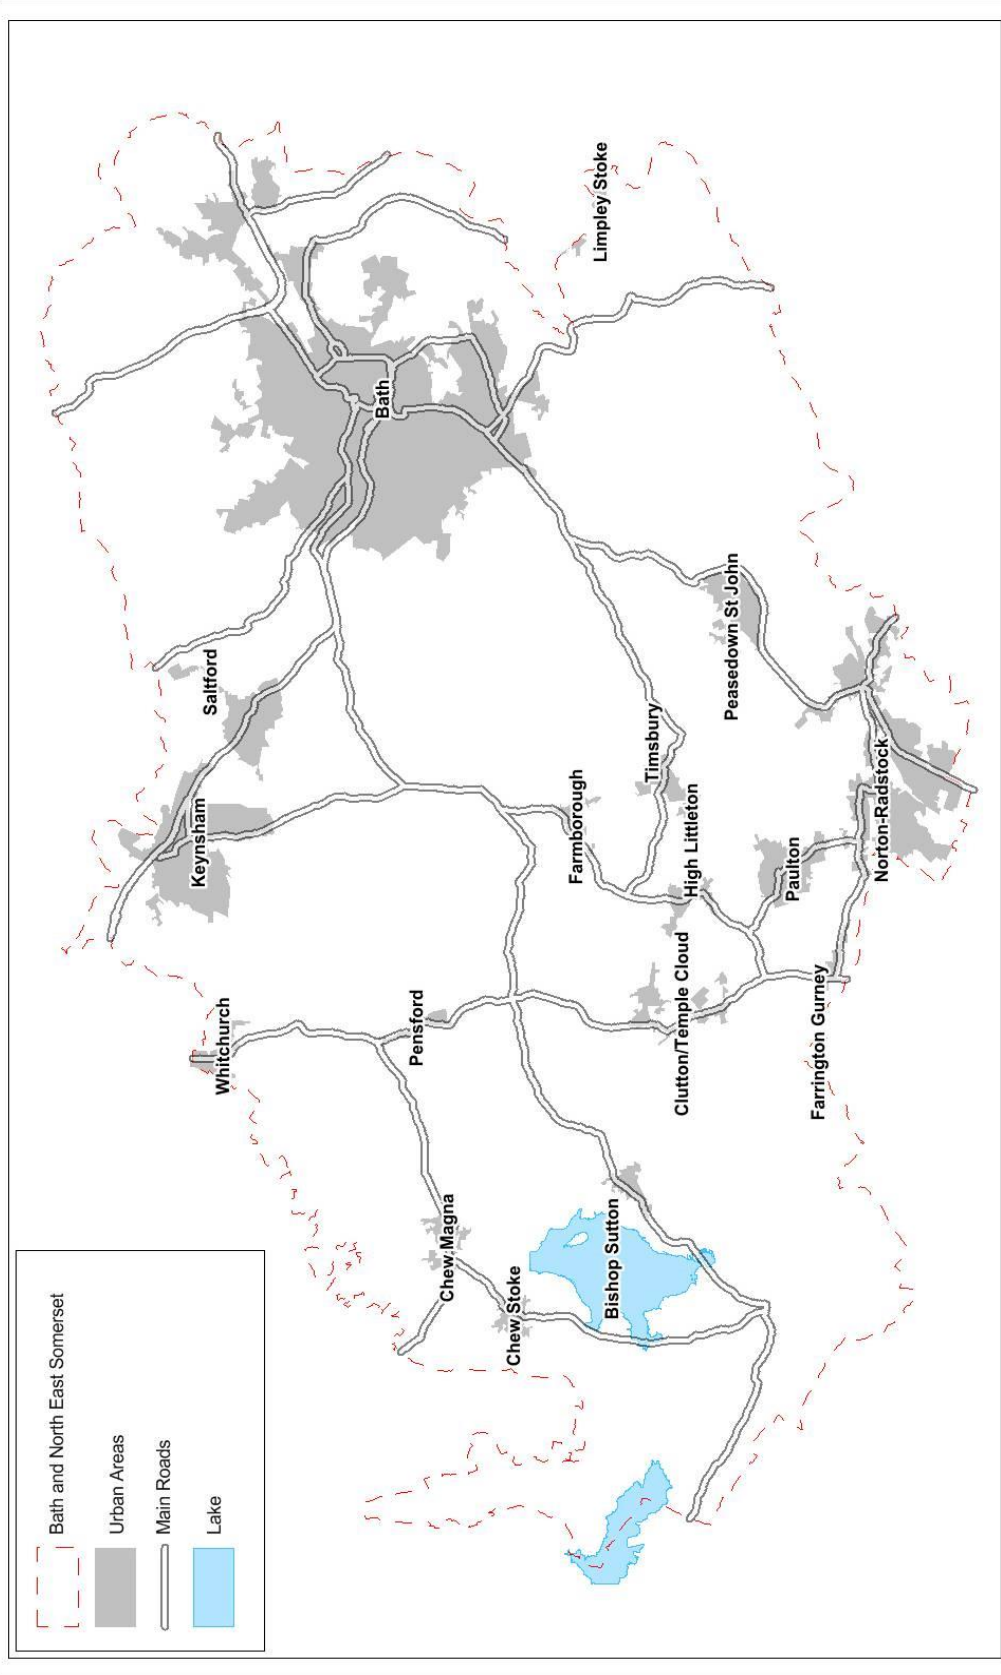 Bath and North East Somerset
Urban Areas
Main Roads
Lake
Keynsham
Saltford
Whitchurch
Bath
Pensford
Chew Magna
Chew Stoke
Farmborough
Limpley Stoke
Bishop Sutton
Timsbury
High Littleton
Clutton/Temple Cloud
Peasedown St John
Paulton
Farrington Gurney
Norton-Radstock